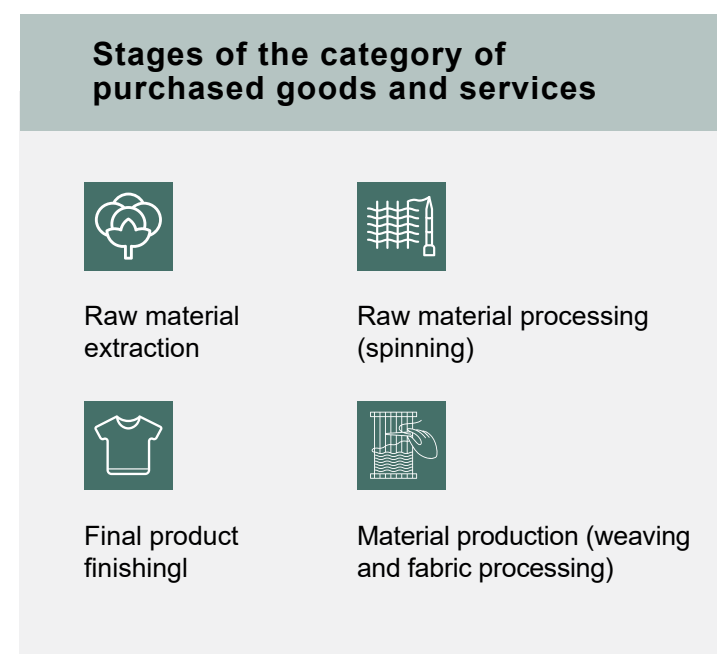 Stages of the category of
purchased goods and services
Raw material
extraction
Raw material processing
(spinning)
Final product
finishingl
Material production (weaving
and fabric processing)